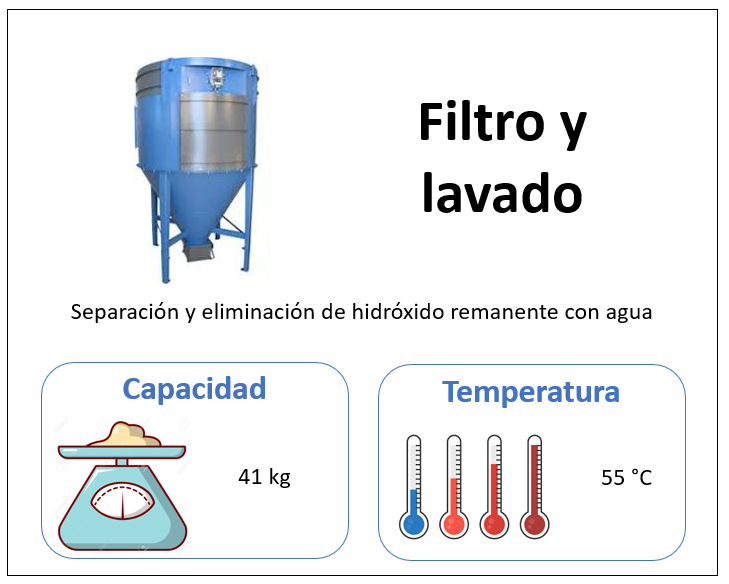 Filtro y
lavado
Separación y eliminación de hidróxido remanente con agua
Capacidad
41 kg
Temperatura
55 °C